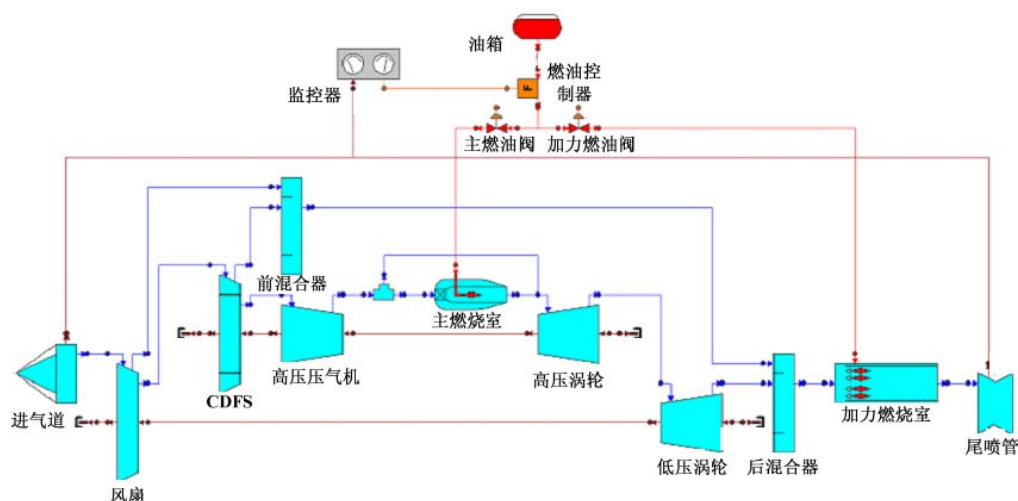 油箱
监控器
燃油控
制器
主燃油阀
加力燃油阀
前混合器
主燃烧室
进气道
CDFS
高压压气机
高压涡轮
加力燃烧室
风扇
低压涡轮
后混合器
尾喷管